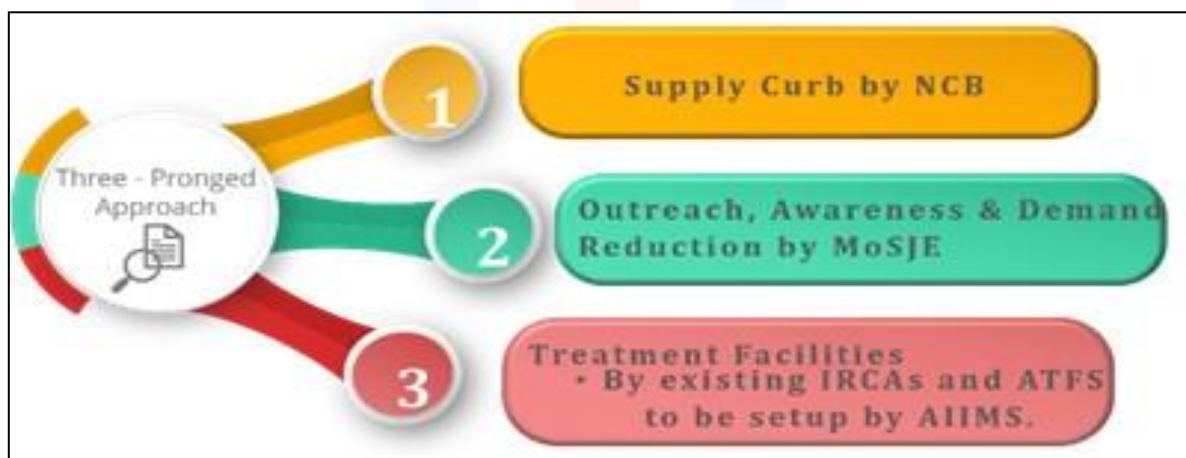 Three - Pronged
Approach
1
Supply Curb by NCB
2
Outreach, Awareness & Demand
Reduction by MoSJE
3
Treatment Facilities
• By existing IRCAs and ATFS
to be setup by AIIMS.